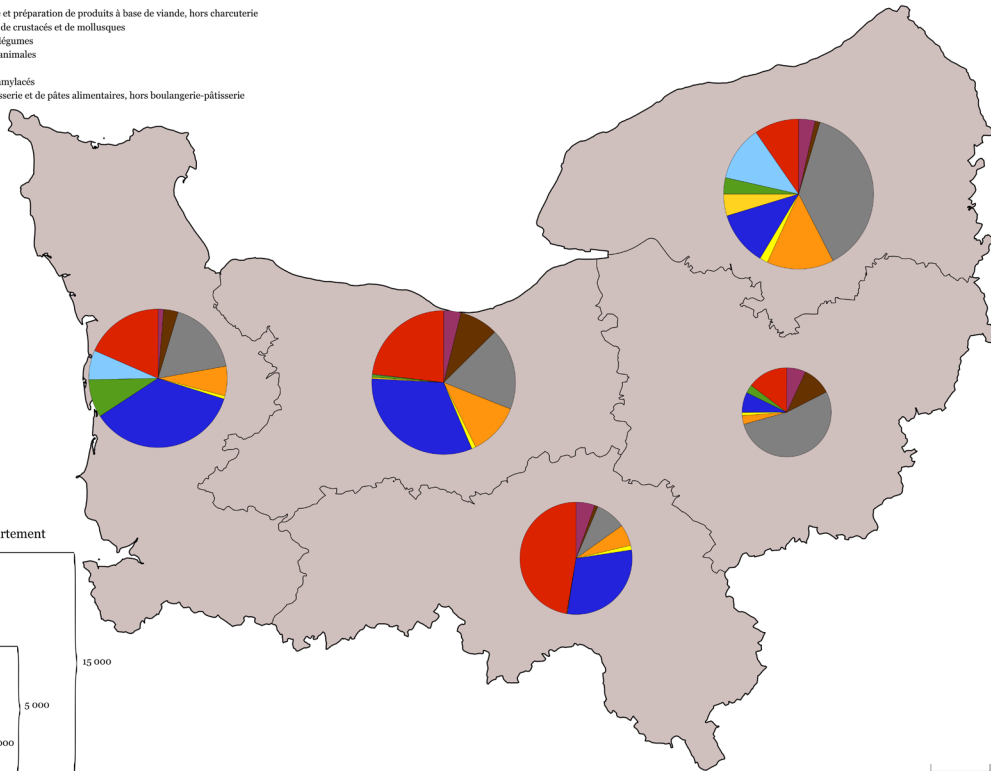 et préparation de produits à base de viande, hors charcuterie
de crustacés et de mollusques
légumes
animales
amylacés
sserie et de pâtes alimentaires, hors boulangerie-pâtisserie
rtement
15 000
5 000
000